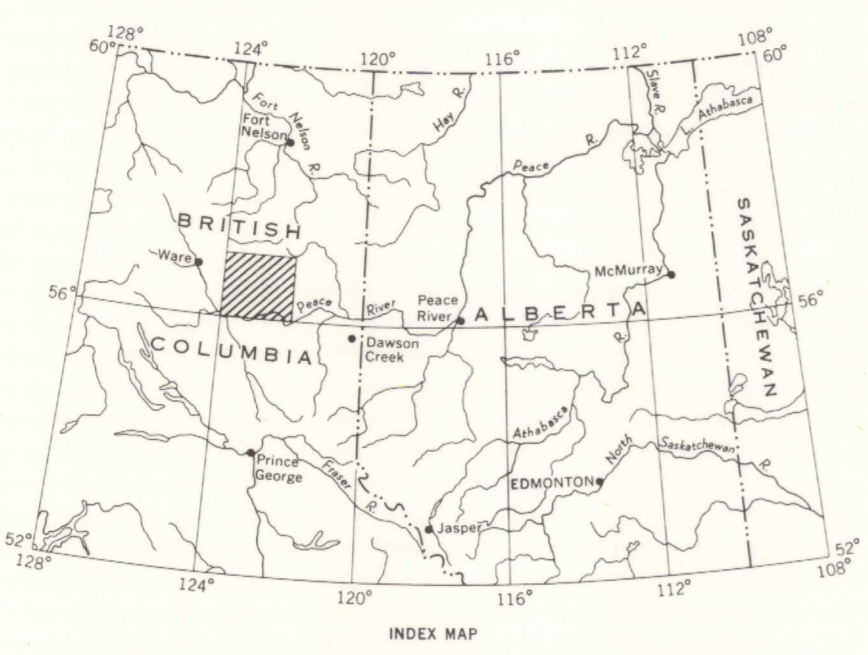 128°
60°
124°
120°
116°
112°
108°
60°
Fort Nelson R.
Fort
Nelson
Hay R.
Slave R.
L. Athabasca
Peace R.
BRITISH
Ware
SASKATCHEWAN
McMurray
56°
Peace River
Peace
River
ALBERTA
56°
COLUMBIA
Dawson
Creek
R.
Athabasca
Prince
George
Fraser R.
EDMONTON
North Saskatchewan R.
Jasper
52°
128°
124°
120°
116°
112°
52°
108°
INDEX MAP